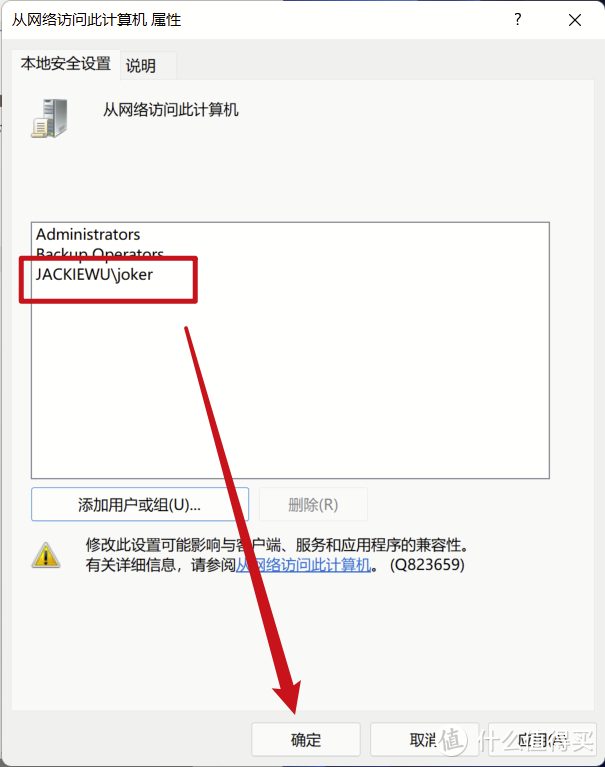 从网络访问此计算机 属性
?
本地安全设置
说明
从网络访问此计算机
Administrators
Backup Operators
JACKIEWU\joker
添加用户或组(U)...
删除(R)
修改此设置可能影响与客户端、服务和应用程序的兼容性。
有关详细信息，请参阅从网络访问此计算机。 (Q823659)
确定
取消
应用(A)
值 什么值得买